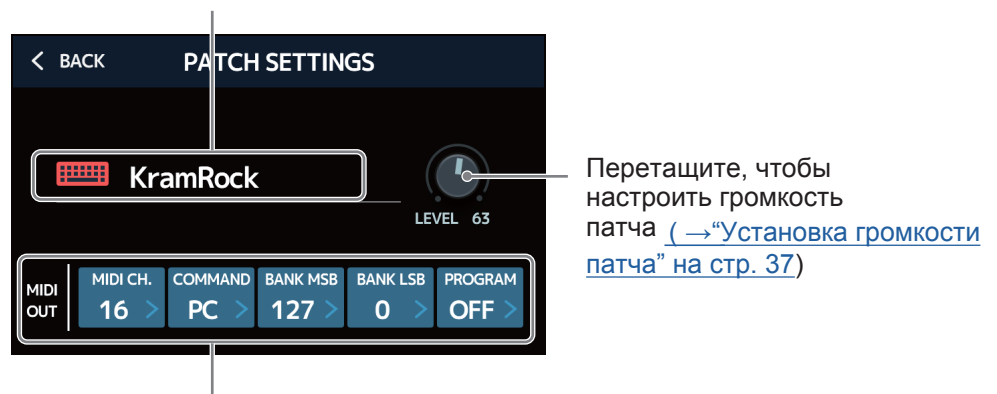 < BACK PATCH SETTINGS
KramRock
LEVEL 63
Перетащите, чтобы
настроить громкость
патча ( →“Установка громкости
патча” на стр. 37)
MIDI OUT
MIDI CH. COMMAND BANK MSB BANK LSB PROGRAM
16 > PC > 127 > 0 > OFF >